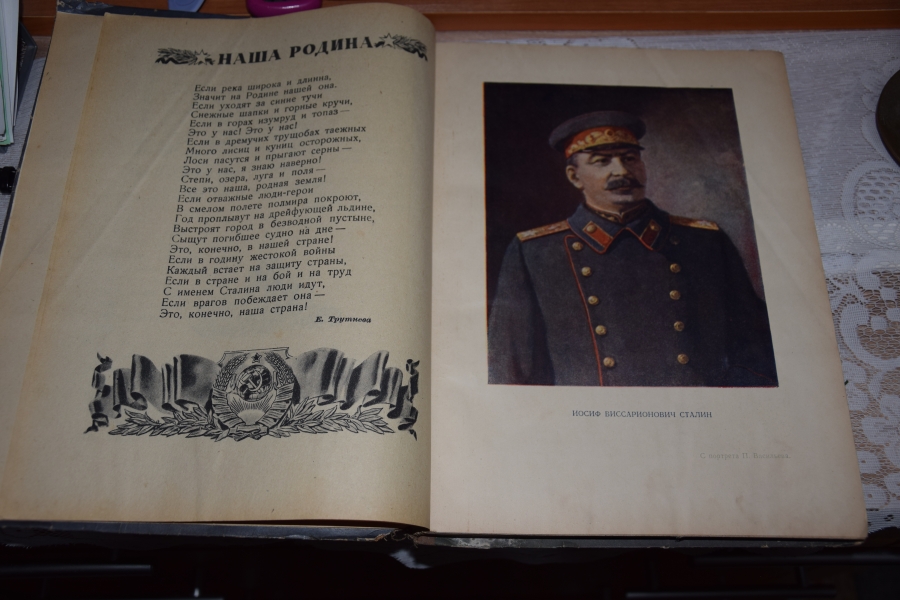 НАША РОДИНА
Если река широка и длинна,
Значит на Родине нашей она.
Если уходят за синие тучи
Снежные шапки и горные кручи,
Если в горах изумруд и топаз —
Это у нас! Это у нас!
Если в дремучих трущобах таежных
Много лисиц и куниц осторожных,
Лоси пасутся и прыгают серны —
Это у нас, я знаю наверно!
Степи, озера, луга и поля —
Все это наша, родная земля!
Если отважные люди-герои
В смелом полете полмира покроют,
Год проплывут на дрейфующей льдине,
Выстроят город в безводной пустыне,
Сыщут погибшее судно на дне —
Это, конечно, в нашей стране!
Если в годину жестокой войны
Каждый встает на защиту страны,
Если в стране и на бой и на труд
С именем Сталина люди идут,
Если врагов побеждает она —
Это, конечно, наша страна!
Е. Трутнева
ИОСИФ ВИССАРИОНОВИЧ СТАЛИН
С портрета П.